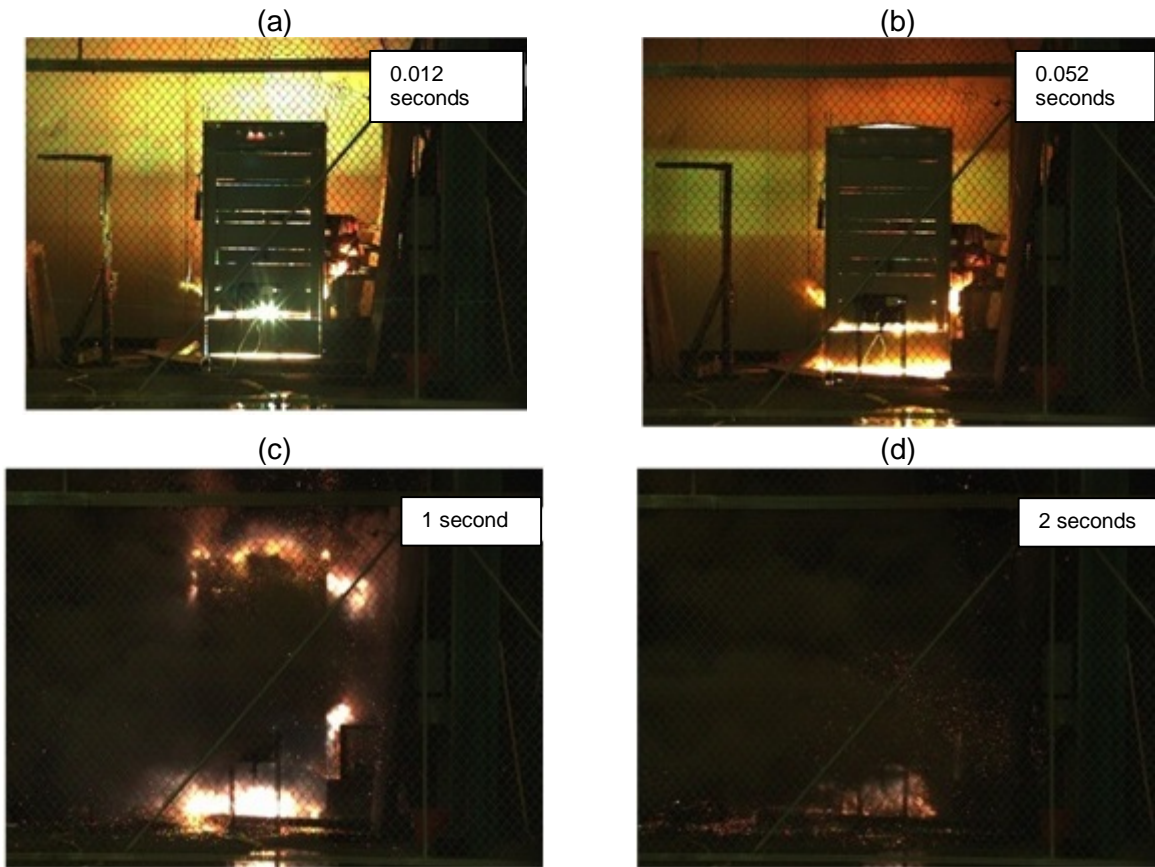 (a)
(b)
0.012
seconds
0.052
seconds
(c)
(d)
1 second
2 seconds